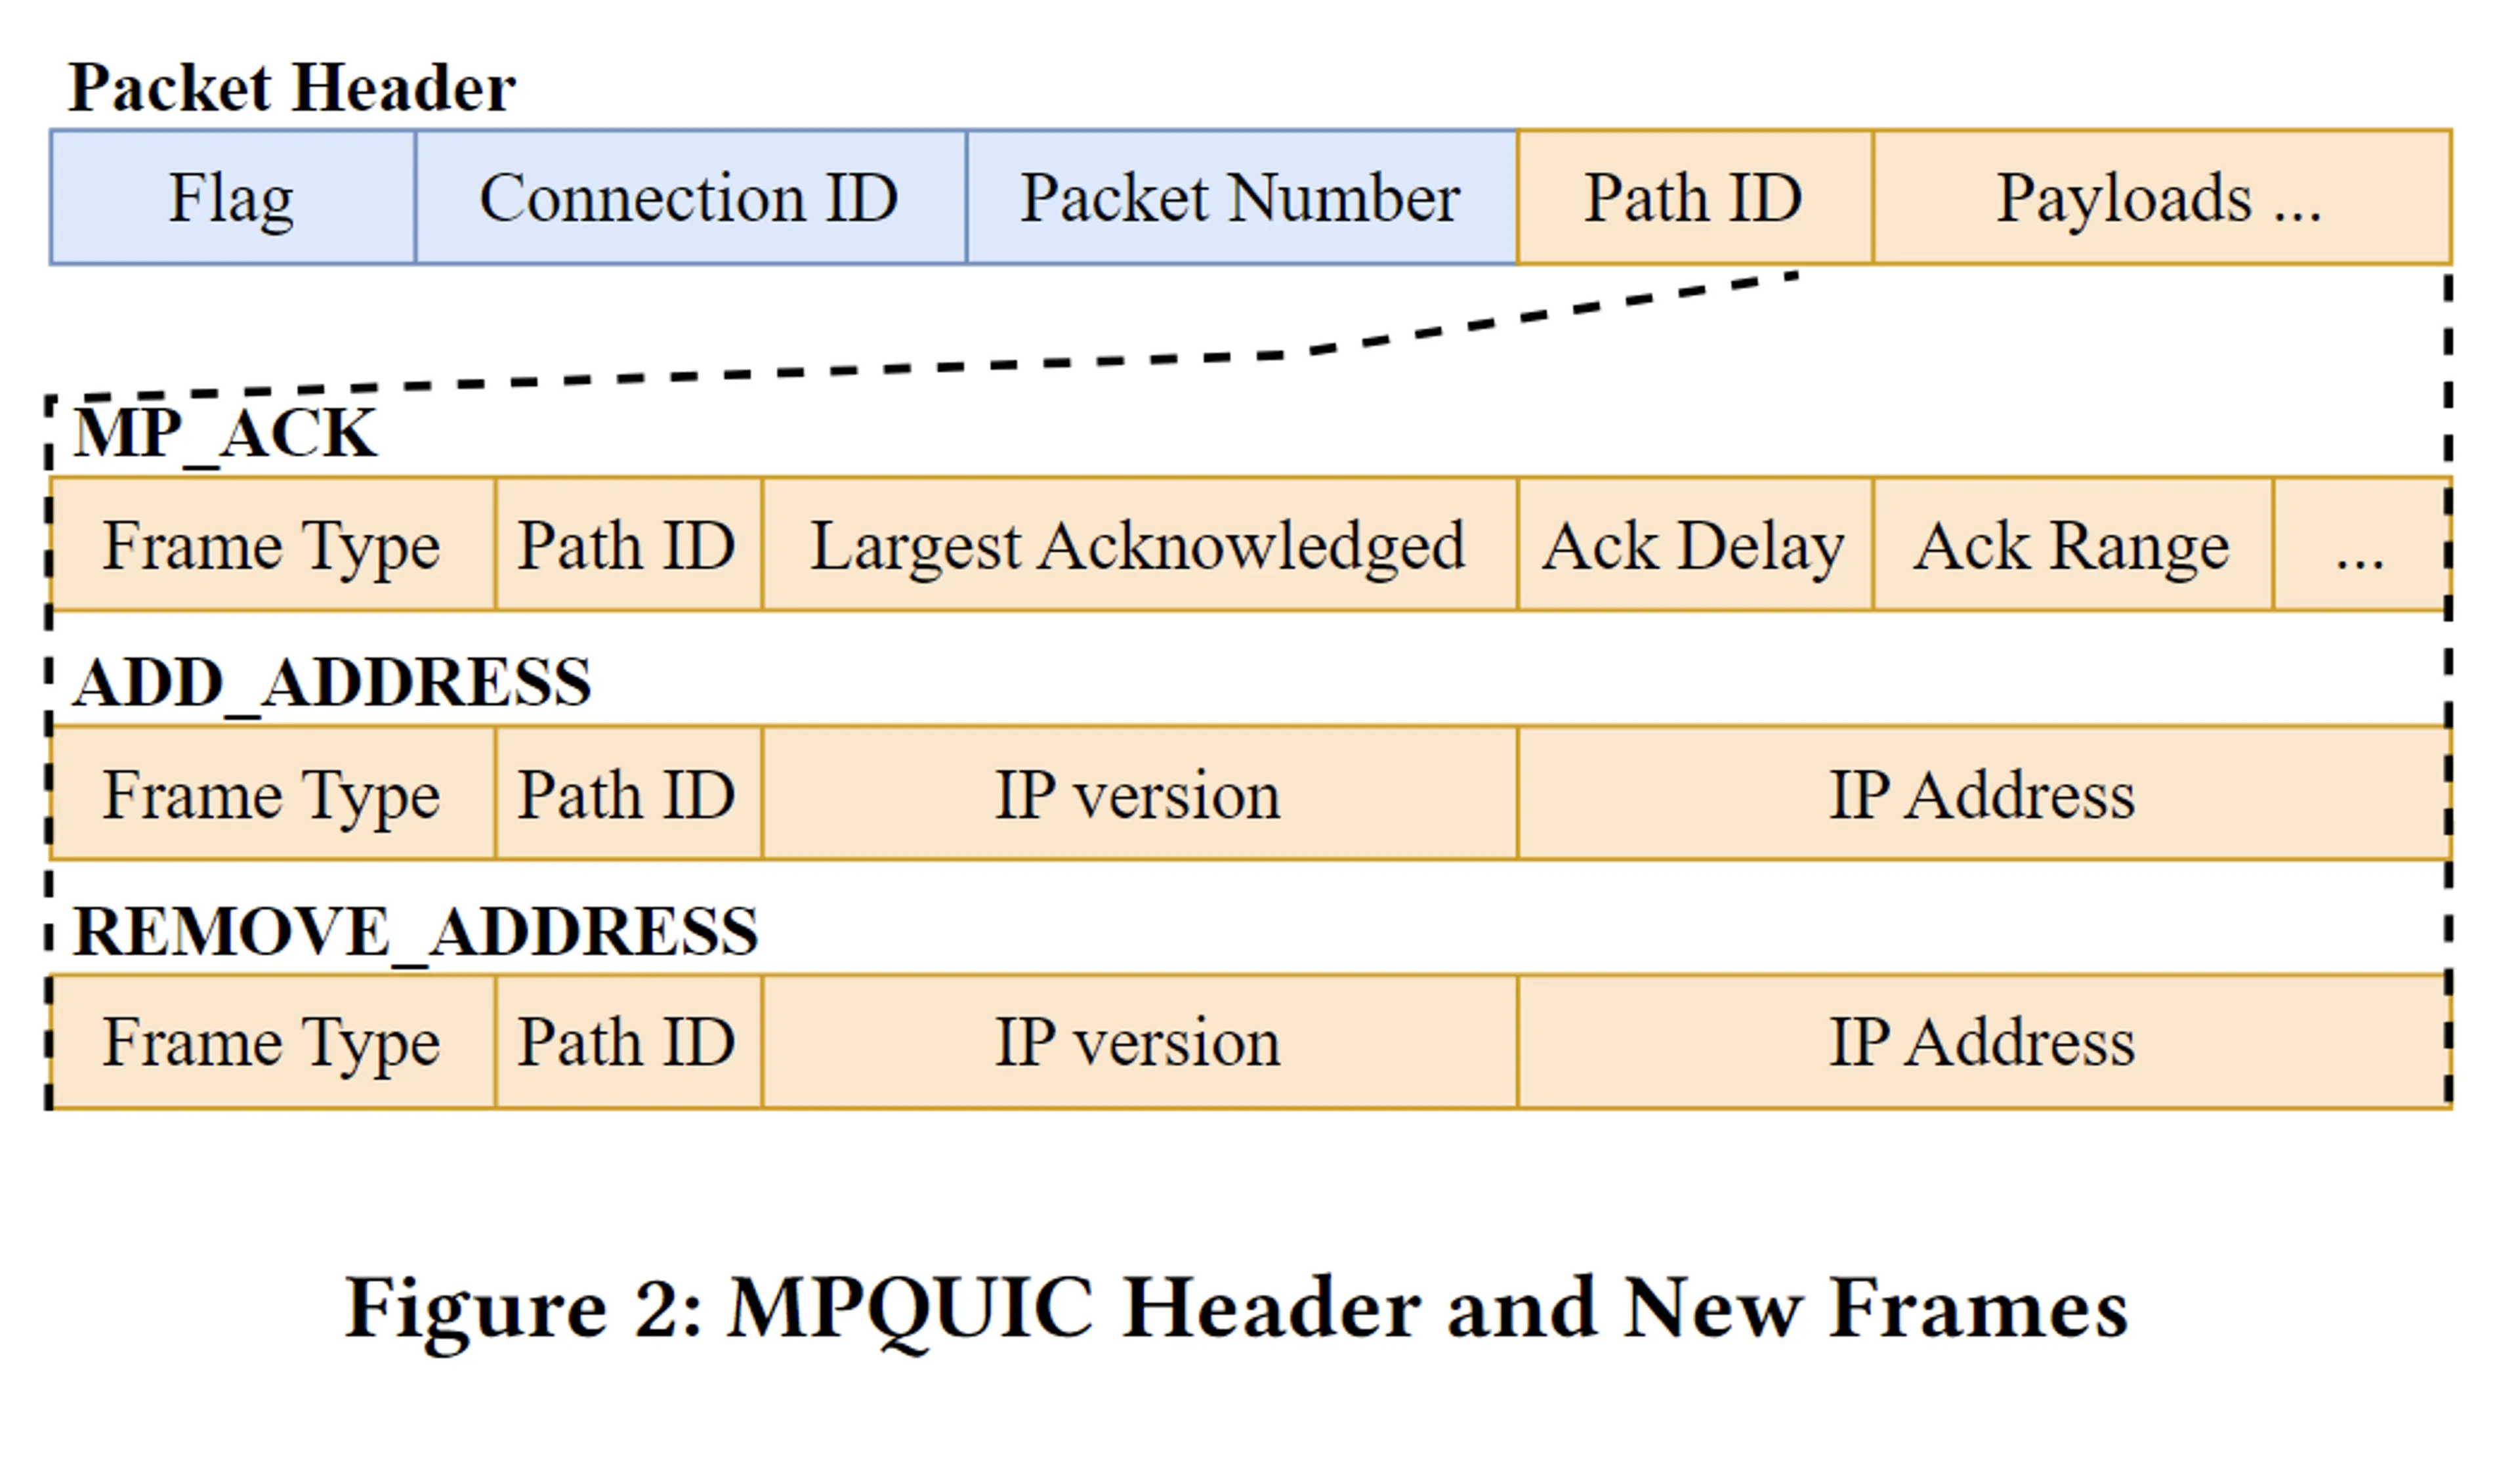 Packet Header
Flag Connection ID Packet Number Path ID Payloads ...
MP_ACK
Frame Type Path ID Largest Acknowledged Ack Delay Ack Range ...
ADD_ADDRESS
Frame Type Path ID IP version IP Address
REMOVE_ADDRESS
Frame Type Path ID IP version IP Address
Figure 2: MPQUIC Header and New Frames